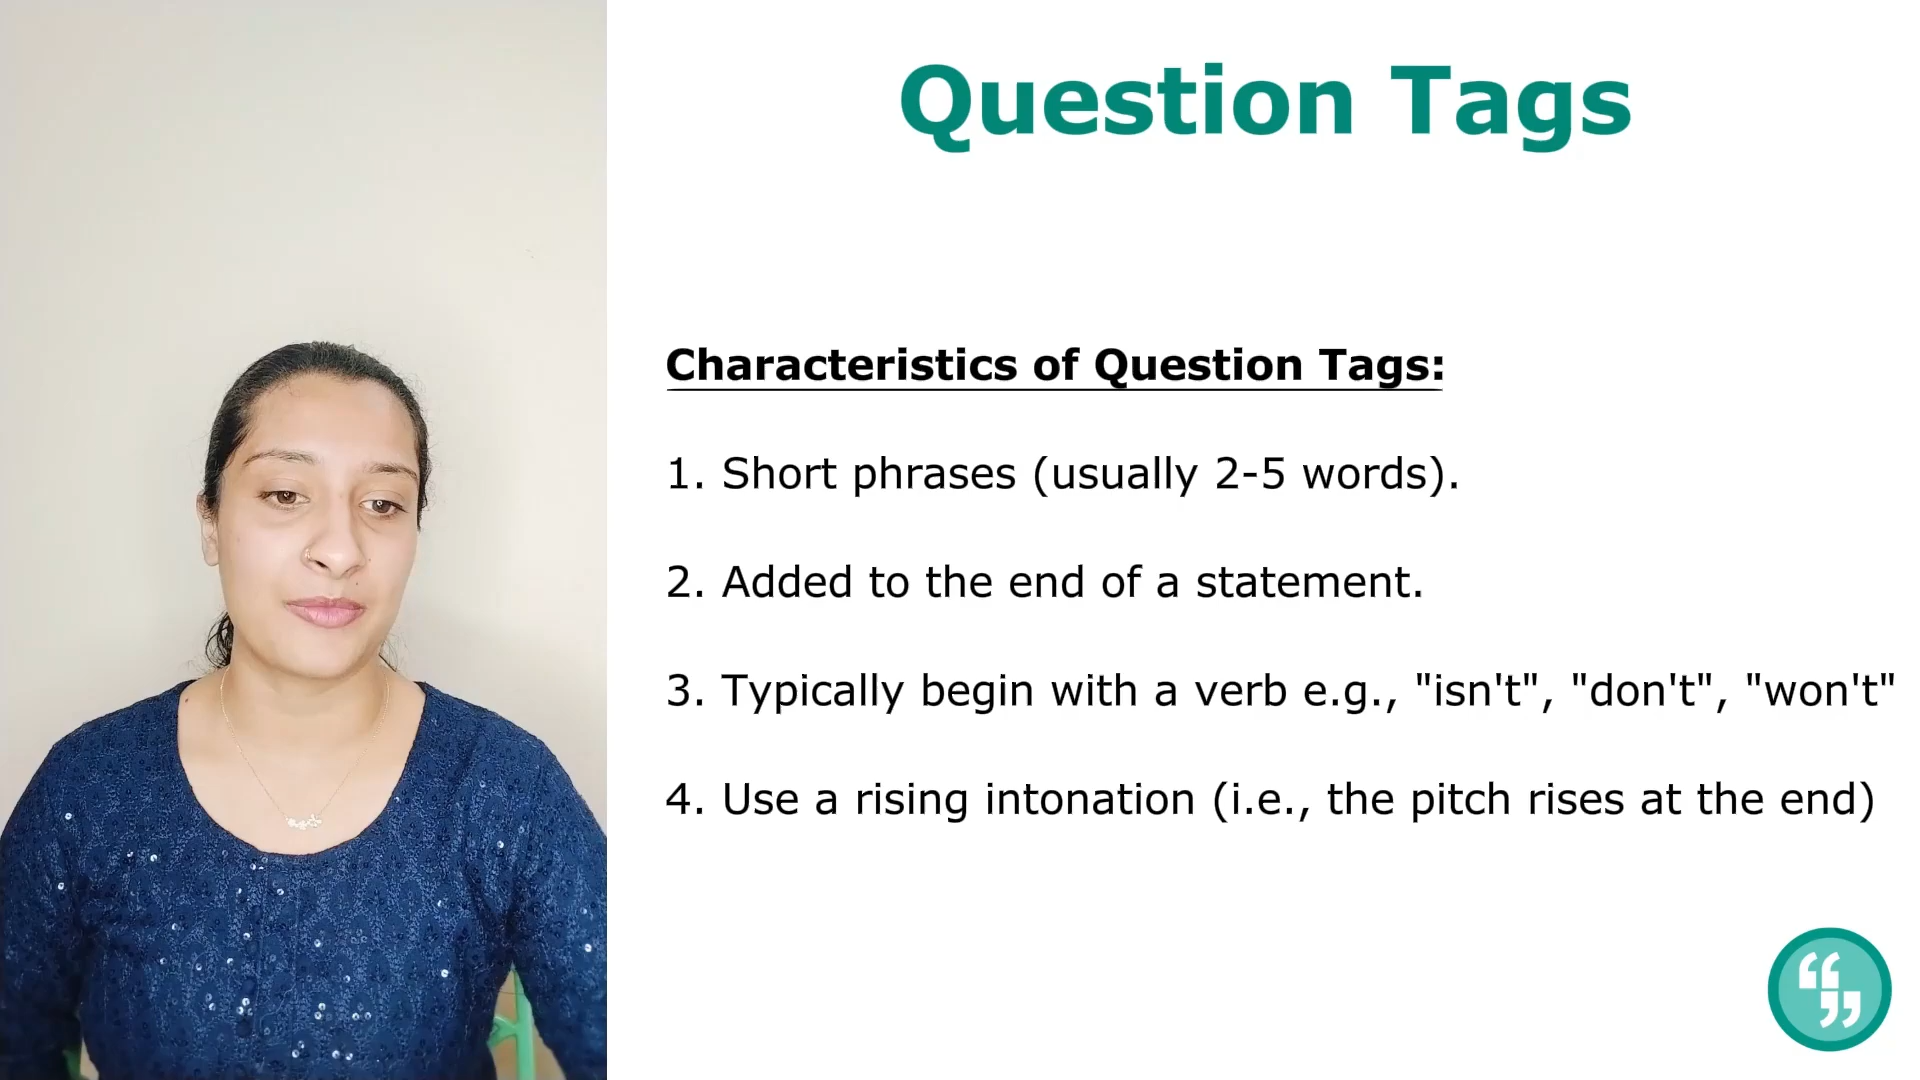 Question Tags
Characteristics of Question Tags:
1. Short phrases (usually 2-5 words).
2. Added to the end of a statement.
3. Typically begin with a verb e.g., "isn't", "don't", "won't"
4. Use a rising intonation (i.e., the pitch rises at the end)